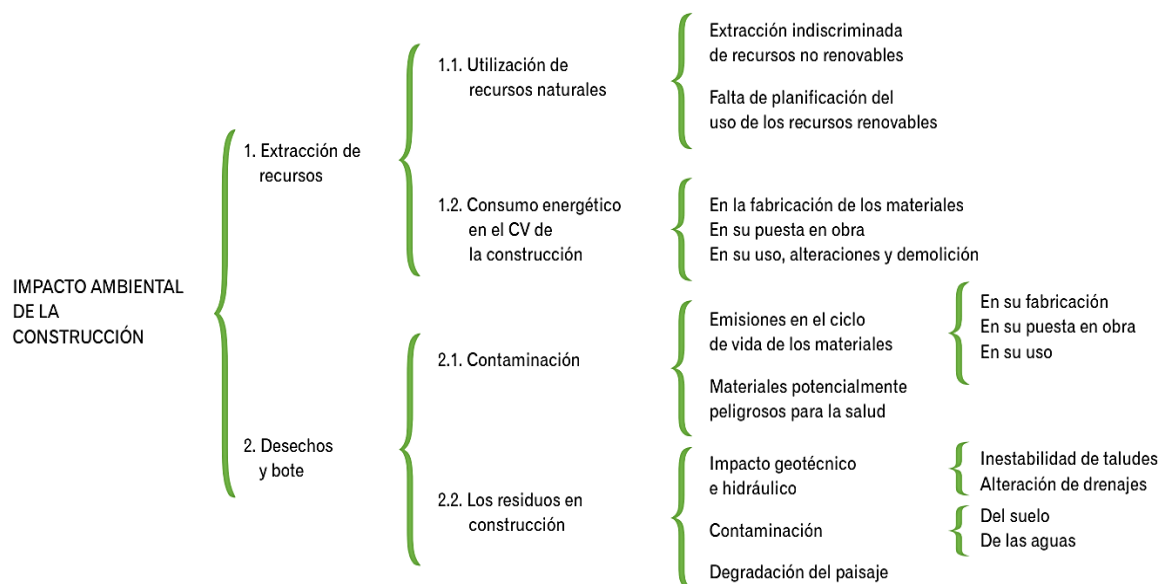 IMPACTO AMBIENTAL
DE LA
CONSTRUCCIÓN
1. Extracción de
recursos
1.1. Utilización de
recursos naturales
Extracción indiscriminada
de recursos no renovables
Falta de planificación del
uso de los recursos renovables
1.2. Consumo energético
en el CV de
la construcción
En la fabricación de los materiales
En su puesta en obra
En su uso, alteraciones y demolición
2. Desechos
y bote
2.1. Contaminación
Emisiones en el ciclo
de vida de los materiales
En su fabricación
En su puesta en obra
En su uso
Materiales potencialmente
peligrosos para la salud
2.2. Los residuos en
construcción
Impacto geotécnico
e hidráulico
Inestabilidad de taludes
Alteración de drenajes
Contaminación
Del suelo
De las aguas
Degradación del paisaje